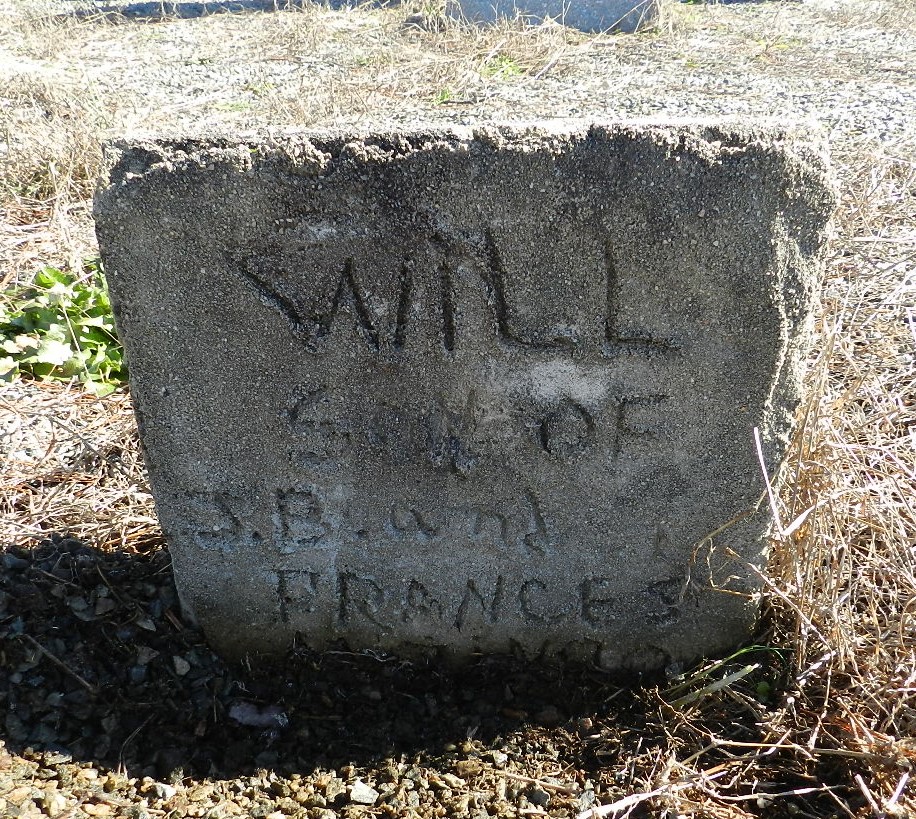 WILL
Son OF
J.B. and
FRANCES